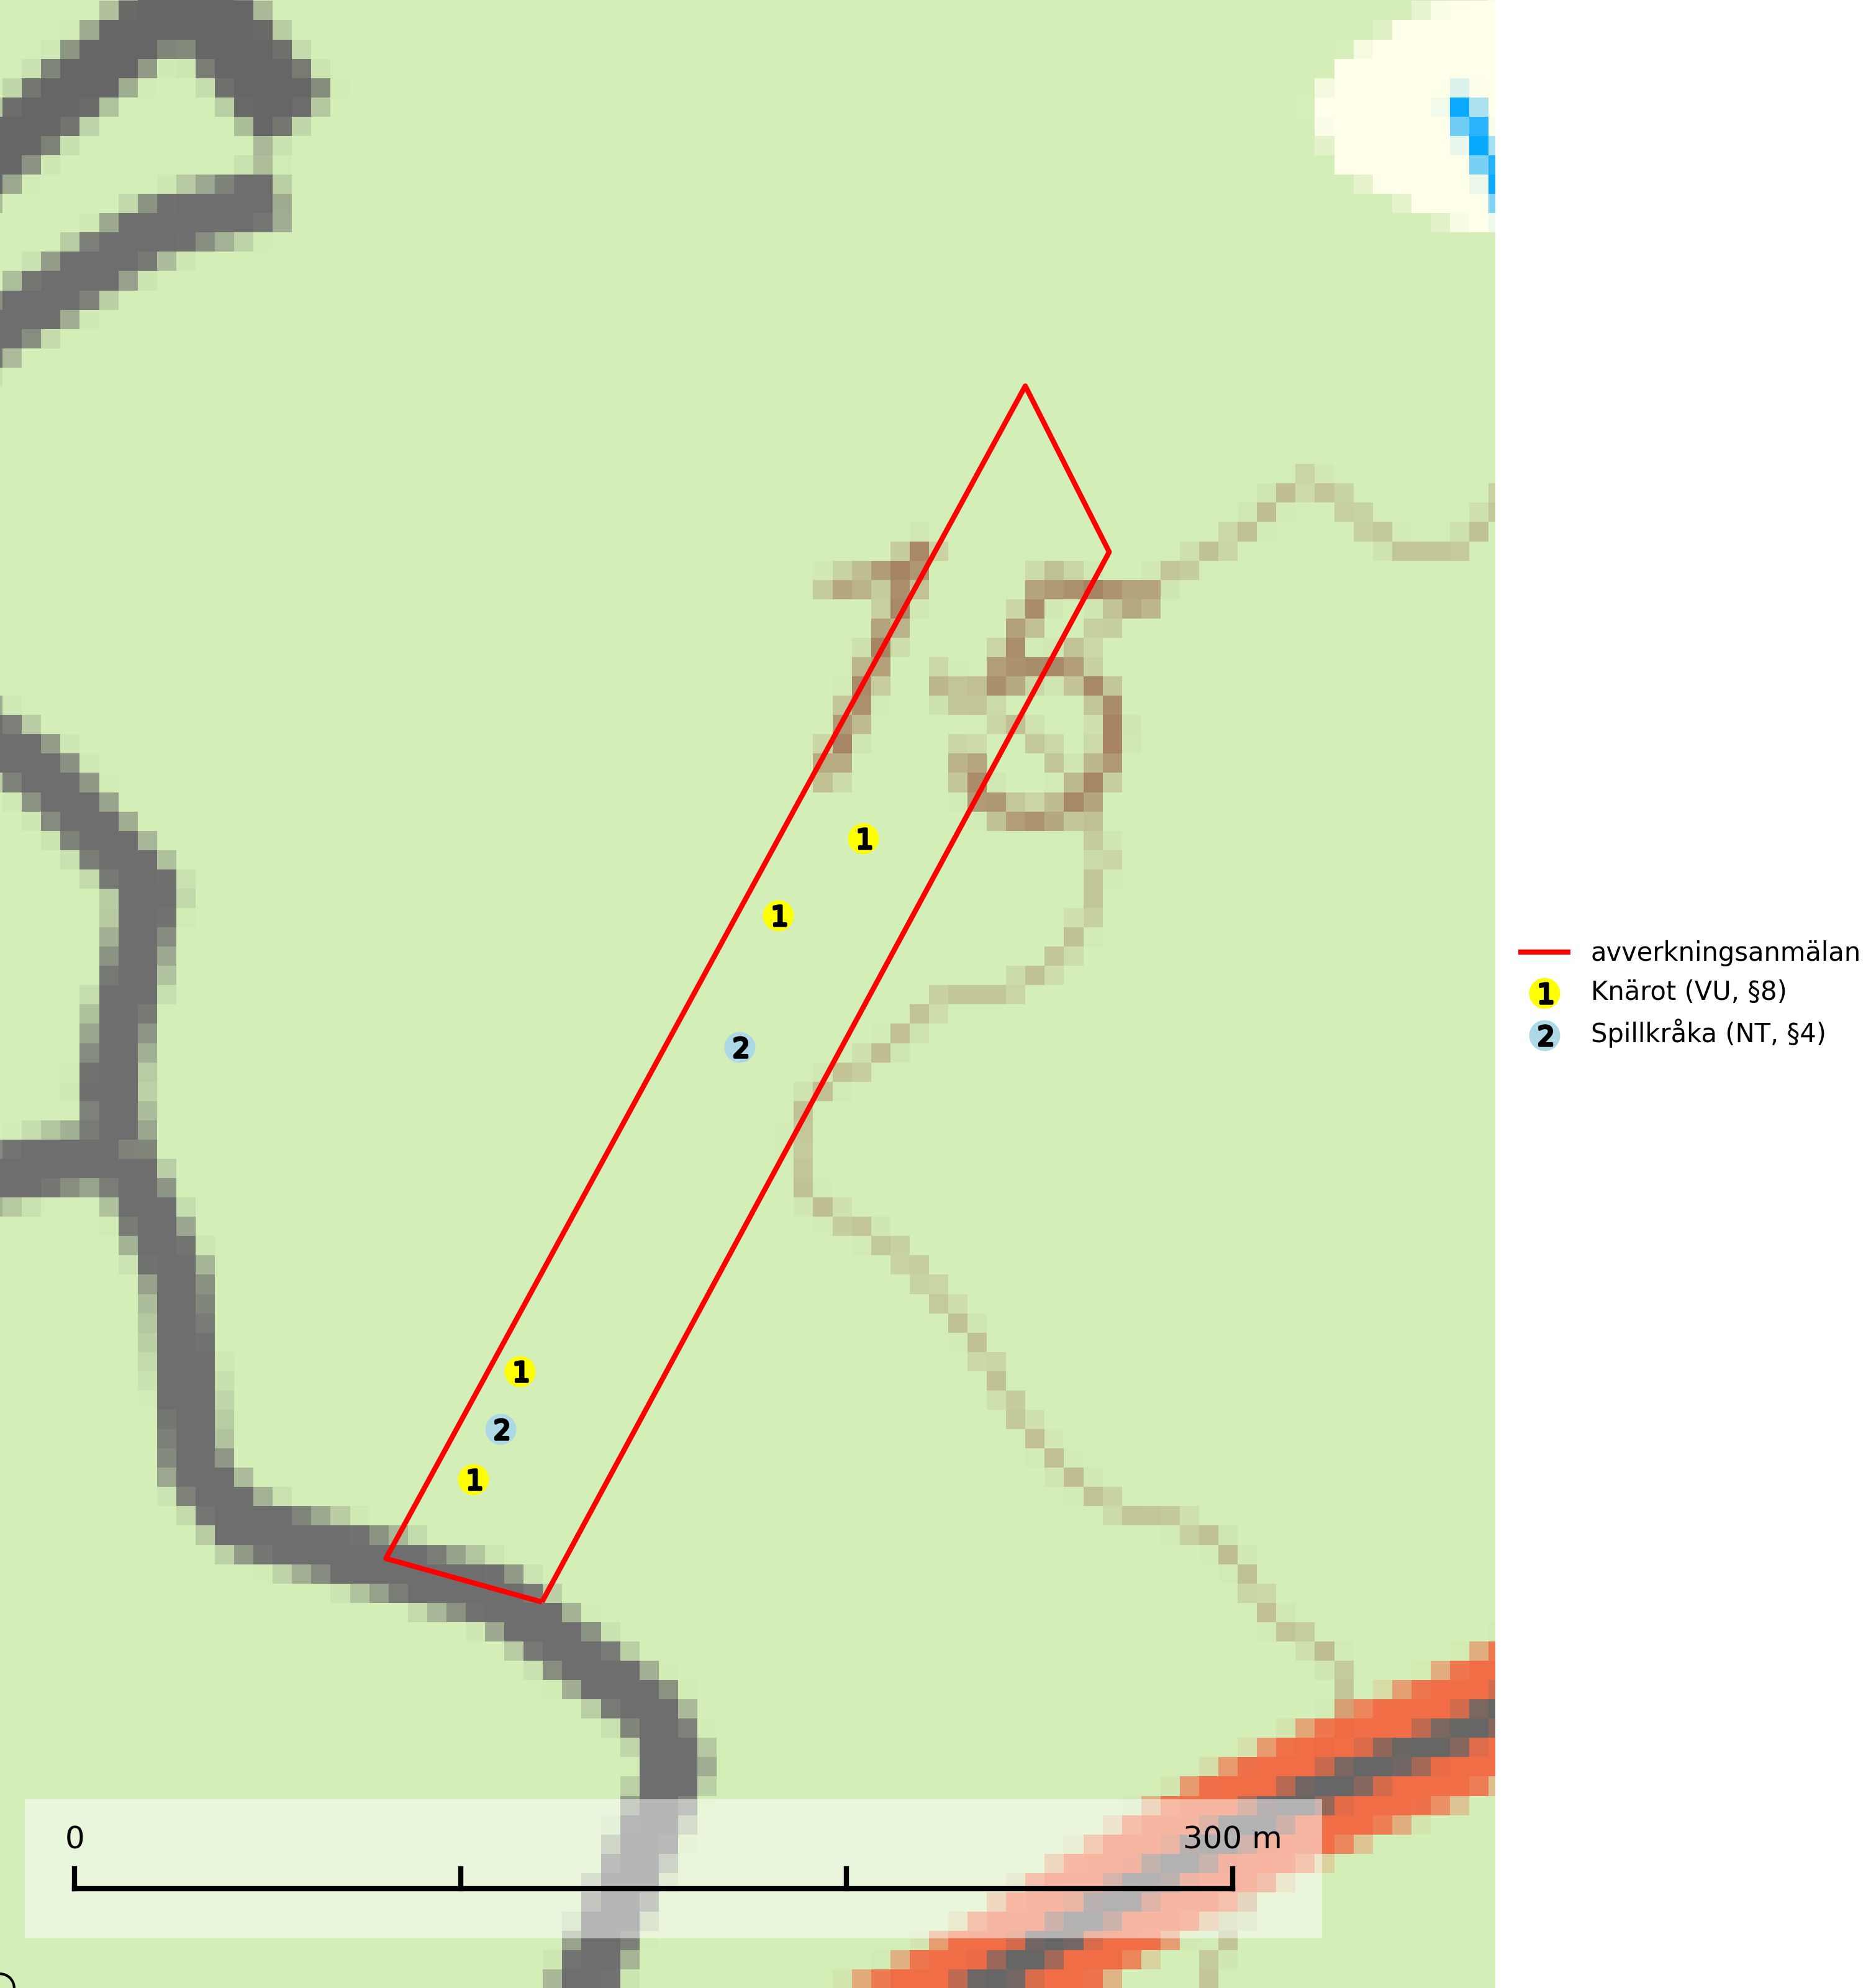 1
1
2
1
2
1
avverkningsanmälan
1 Knärot (VU, §8)
2 Spillkråka (NT, §4)
0 300 m